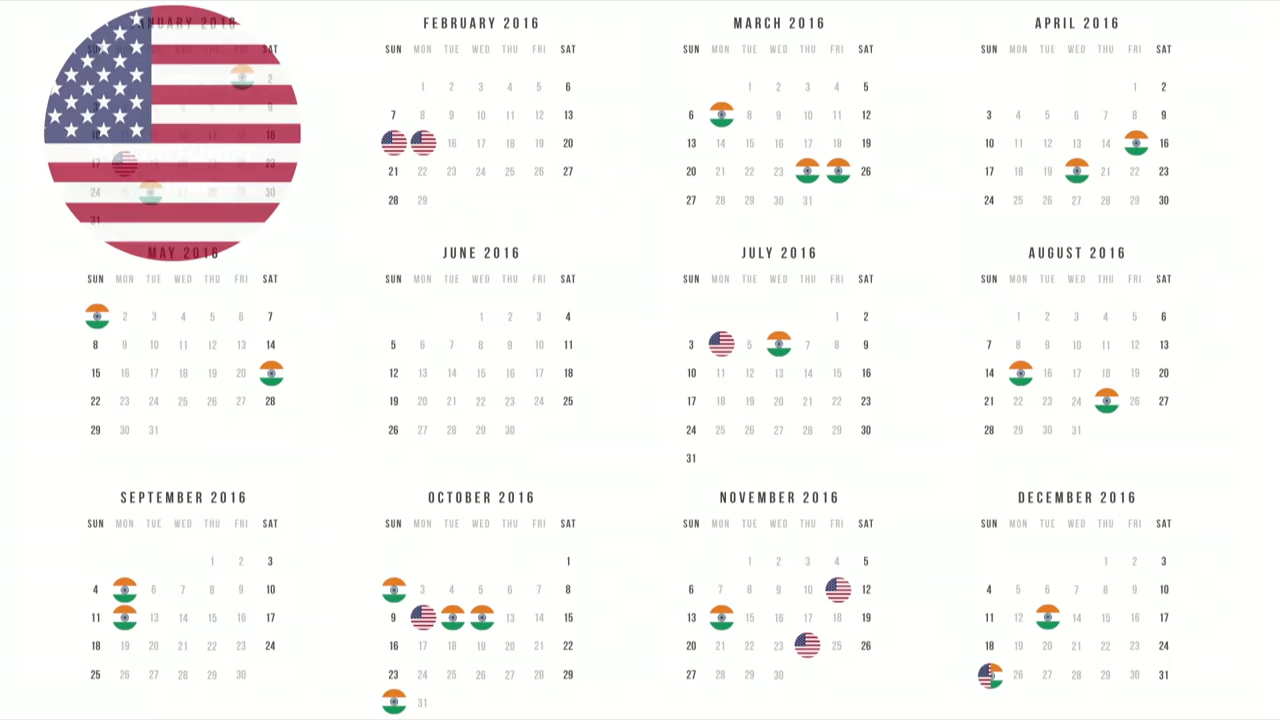 JANUARY 2016 FEBRUARY 2016 MARCH 2016 APRIL 2016
SAT SUN MON TUE WED THU FRI SAT SUN MON TUE WED THU FRI SAT SUN MON TUE WED THU FRI SAT
2 1 2 3 4 5 6 1 2 3 4 5 1 2
7 8 9 10 11 12 13 6 8 9 10 11 12 3 4 5 6 7 8 9
16 16 17 18 19 20 13 14 15 16 17 18 19 10 11 12 13 14 16
17 23 21 22 23 24 25 26 27 20 21 22 23 26 17 18 19 21 22 23
24 30 28 29 27 28 29 30 31 24 25 26 27 28 29 30
31
MAY 2016 JUNE 2016 JULY 2016 AUGUST 2016
SUN MON TUE WED THU FRI SAT SUN MON TUE WED THU FRI SAT SUN MON TUE WED THU FRI SAT SUN MON TUE WED THU FRI SAT
2 3 4 5 6 7 1 2 3 4 1 2 1 2 3 4 5 6
8 9 10 11 12 13 14 5 6 7 8 9 10 11 3 5 7 8 9 7 8 9 10 11 12 13
15 16 17 18 19 20 12 13 14 15 16 17 18 10 11 12 13 14 15 16 14 16 17 18 19 20
22 23 24 25 26 27 28 19 20 21 22 23 24 25 17 18 19 20 21 22 23 21 22 23 24 26 27
29 30 31 26 27 28 29 30 24 25 26 27 28 29 30 28 29 30 31
31
SEPTEMBER 2016 OCTOBER 2016 NOVEMBER 2016 DECEMBER 2016
SUN MON TUE WED THU FRI SAT SUN MON TUE WED THU FRI SAT SUN MON TUE WED THU FRI SAT SUN MON TUE WED THU FRI SAT
1 2 3 1 1 2 3 4 5 1 2 3
4 6 7 8 9 10 3 4 5 6 7 8 6 7 8 9 10 12 4 5 6 7 8 9 10
11 13 14 15 16 17 9 13 14 15 13 15 16 17 18 19 11 12 14 15 16 17
18 19 20 21 22 23 24 16 17 18 19 20 21 22 20 21 22 23 25 26 18 19 20 21 22 23 24
25 26 27 28 29 30 23 24 25 26 27 28 29 27 28 29 30 26 27 28 29 30 31
31